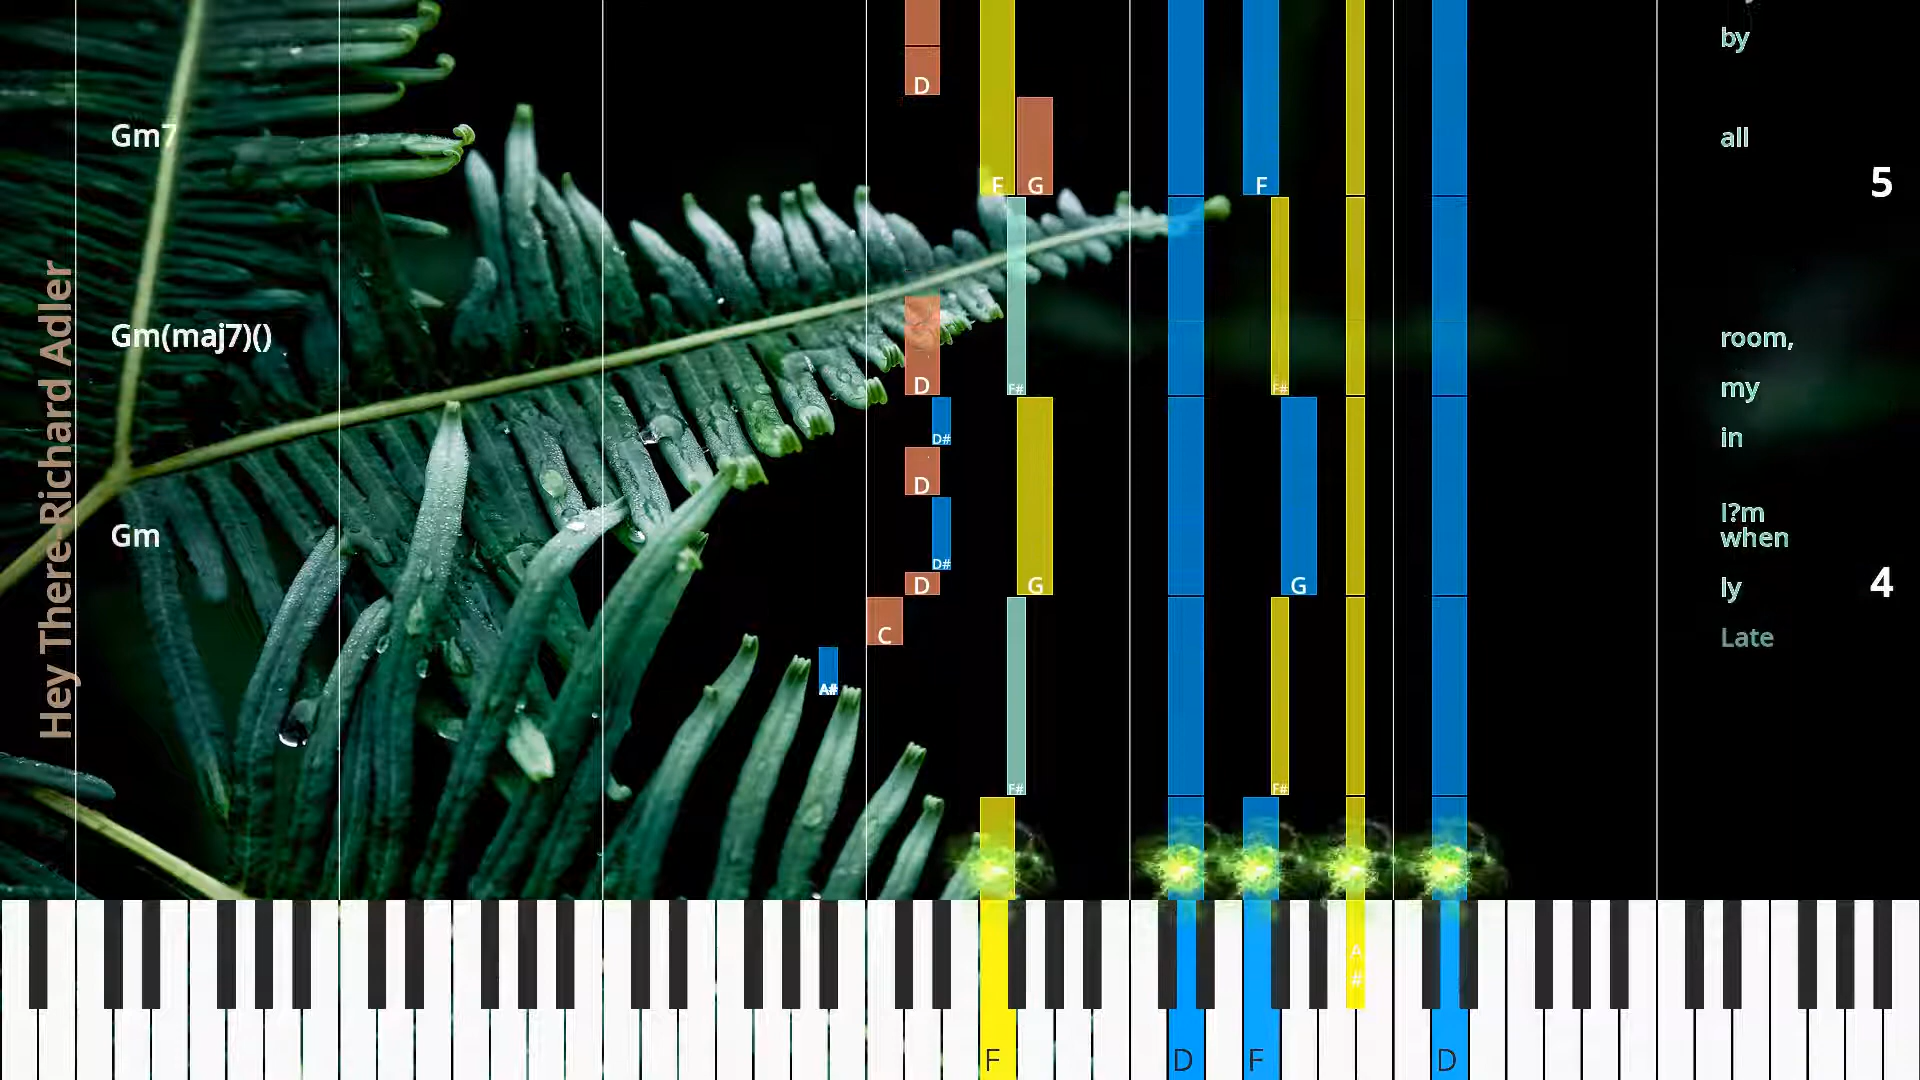 by
D
Gm7
all
5
F
G
F
Hey There-Richard Adler
Gm(maj7)()
room,
D
F#
F#
my
D#
in
D
I?m
Gm
when
D#
D
G
G
ly
4
C
Late
A#
F#
F#
A
#
F
D
F
D